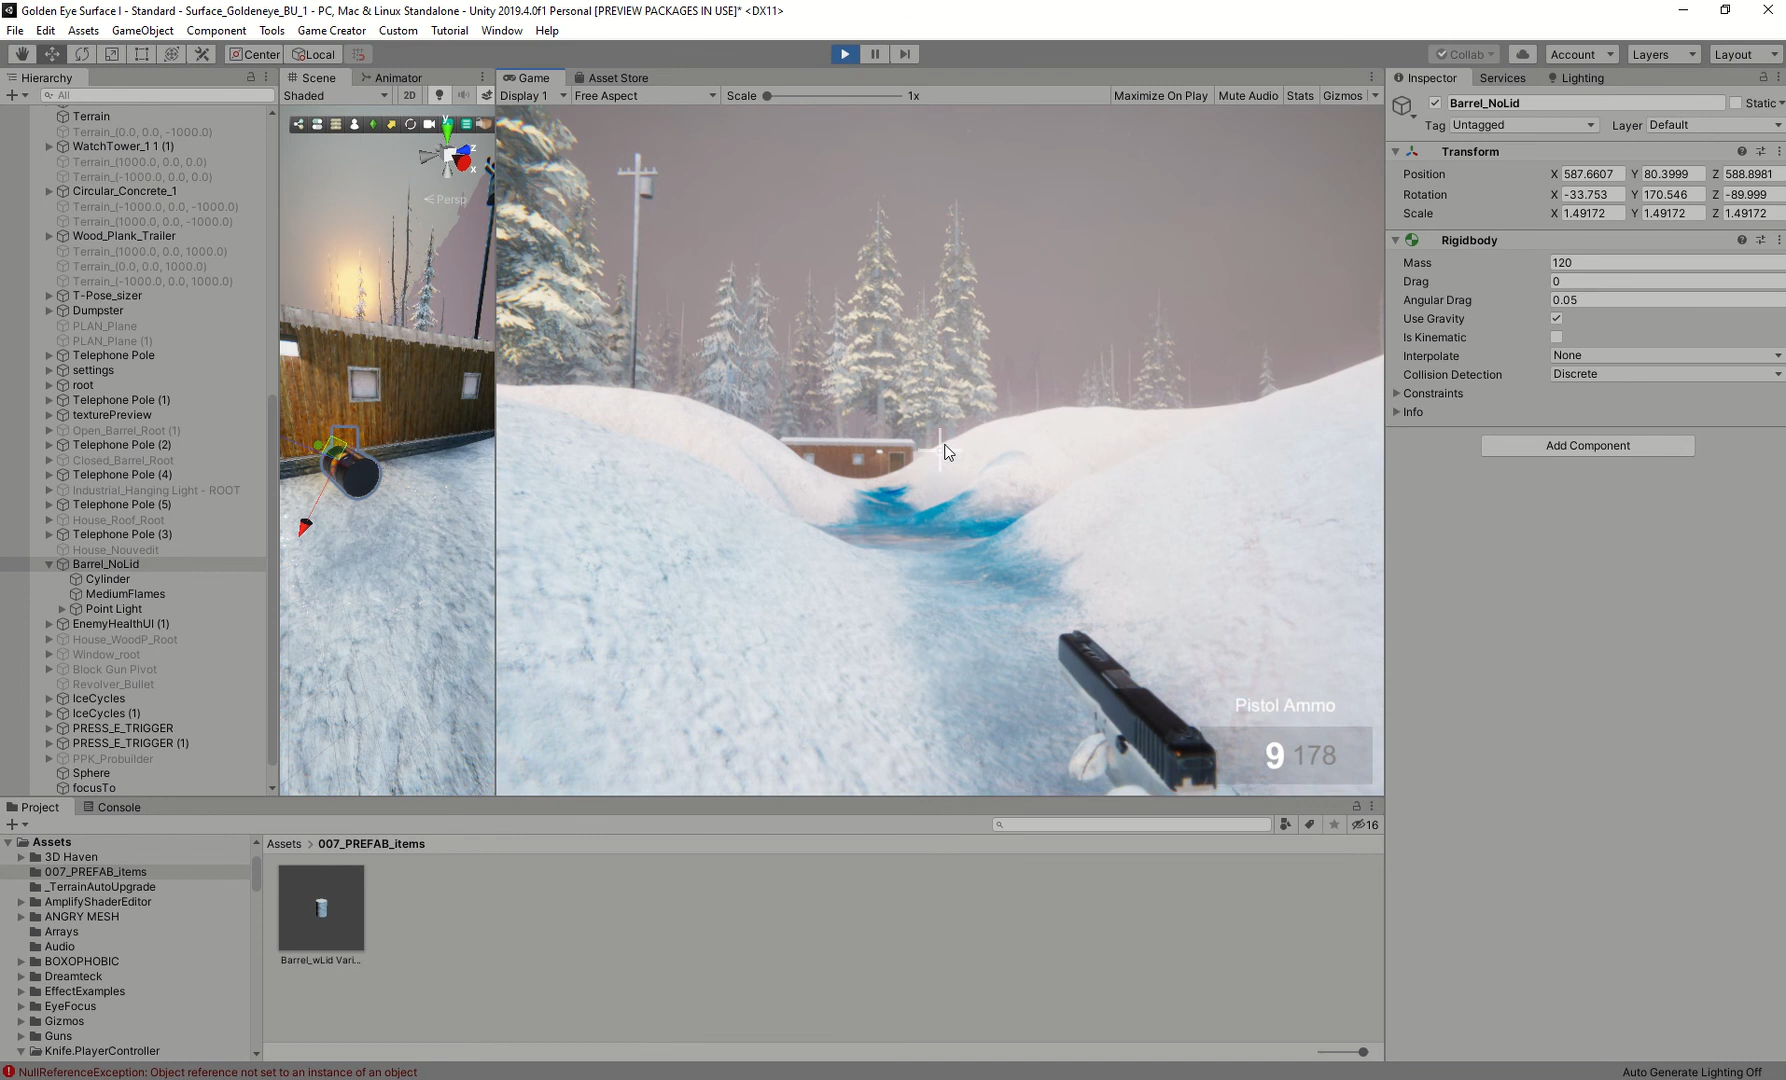 Golden Eye Surface I - Standard - Surface_Goldeneye_BU_1 - PC, Mac & Linux Standalone - Unity 2019.4.0f1 Personal [PREVIEW PACKAGES IN USE]* <DX11>
File Edit Assets GameObject Component Tools Game Creator Custom Tutorial Window Help
Center Local Collab Account Layers Layout
Hierarchy
All
Terrain
Terrain_(0.0, 0.0, -1000.0)
WatchTower_1 1 (1)
Terrain_(1000.0, 0.0, 0.0)
Terrain_(-1000.0, 0.0, 0.0)
Circular_Concrete_1
Terrain_(-1000.0, 0.0, -1000.0)
Terrain_(1000.0, 0.0, -1000.0)
Wood_Plank_Trailer
Terrain_(1000.0, 0.0, 1000.0)
Terrain_(0.0, 0.0, 1000.0)
Terrain_(-1000.0, 0.0, 1000.0)
T-Pose_sizer
Dumpster
PLAN_Plane
PLAN_Plane (1)
Telephone Pole
settings
root
Telephone Pole (1)
texturePreview
Open_Barrel_Root (1)
Telephone Pole (2)
Closed_Barrel_Root
Telephone Pole (4)
Industrial_Hanging Light - ROOT
Telephone Pole (5)
House_Roof_Root
Telephone Pole (3)
House_Nouvedit
Barrel_NoLid
Cylinder
MediumFlames
Point Light
EnemyHealthUI (1)
House_WoodP_Root
Window_root
Block Gun Pivot
Revolver_Bullet
IceCycles
IceCycles (1)
PRESS_E_TRIGGER
PRESS_E_TRIGGER (1)
PPK_Probuilder
Sphere
focusTo
Scene Animator
Shaded 2D
y
z
x
Persp
Game Asset Store
Display 1 Free Aspect Scale 1x Maximize On Play Mute Audio Stats Gizmos
Pistol Ammo
9 178
Inspector Services Lighting
Barrel_NoLid Static
Tag Untagged Layer Default
Transform
Position X 587.6607 Y 80.3999 Z 588.8981
Rotation X -33.753 Y 170.546 Z -89.999
Scale X 1.49172 Y 1.49172 Z 1.49172
Rigidbody
Mass 120
Drag 0
Angular Drag 0.05
Use Gravity
Is Kinematic
Interpolate None
Collision Detection Discrete
Constraints
Info
Add Component
Project Console
16
Assets
3D Haven
007_PREFAB_items
_TerrainAutoUpgrade
AmplifyShaderEditor
ANGRY MESH
Arrays
Audio
BOXOPHOBIC
Dreamteck
EffectExamples
EyeFocus
Gizmos
Guns
Knife.PlayerController
Assets > 007_PREFAB_items
Barrel_wLid Vari...
NullReferenceException: Object reference not set to an instance of an object
Auto Generate Lighting Off